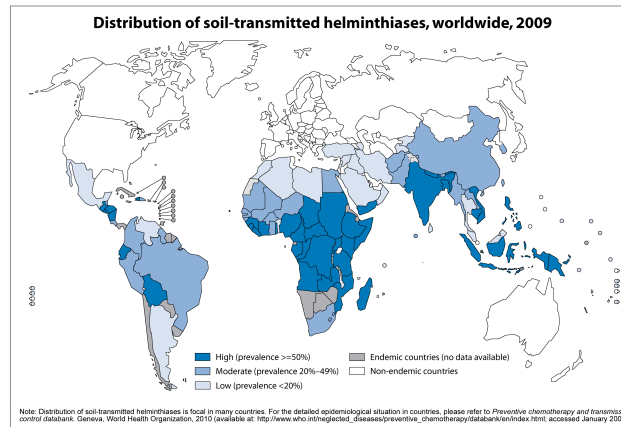 Distribution of soil-transmitted helminthiases, worldwide, 2009
High (prevalence >=50%)
Moderate (prevalence 20%–49%)
Low (prevalence <20%)
Endemic countries (no data available)
Non-endemic countries
Note: Distribution of soil-transmitted helminthiases is focal in many countries. For the detailed epidemiological situation in countries, please refer to Preventive chemotherapy and transmiss
control databank. Geneva, World Health Organization, 2010 (available at: http://www.who.int/neglected_diseases/preventive_chemotherapy/databank/en/index.html; accessed January 200